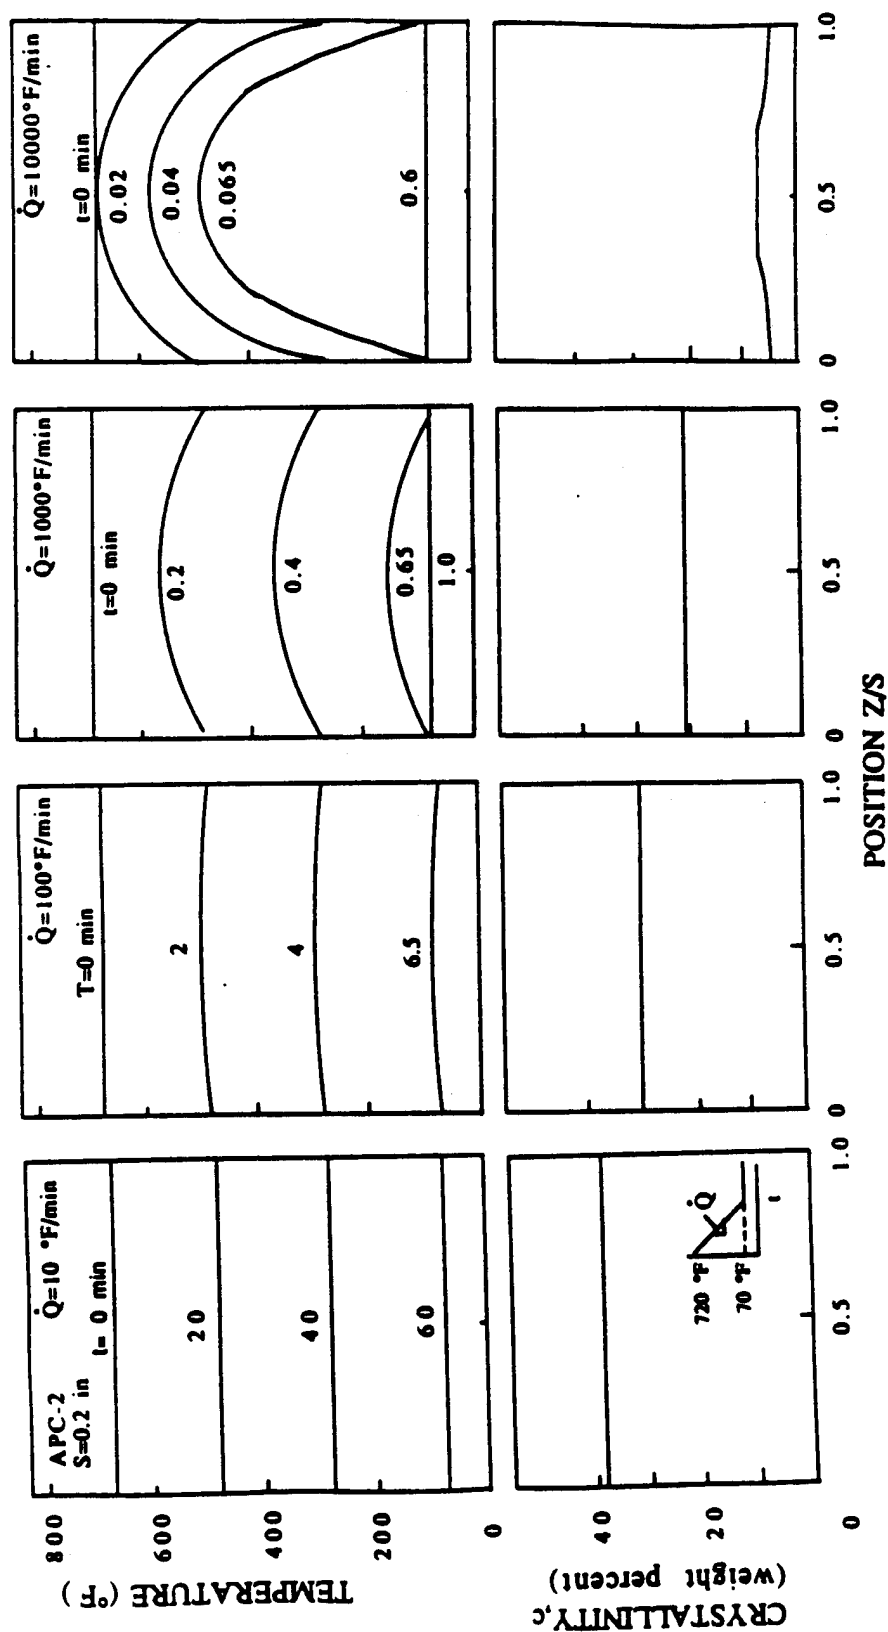 APC-2
S=0.2 in
Q̇=10 °F/min
t= 0 min
20
40
60
Q̇=100°F/min
T=0 min
2
4
6.5
Q̇=1000°F/min
t=0 min
0.2
0.4
0.65
1.0
Q̇=10000°F/min
t=0 min
0.02
0.04
0.065
0.6
TEMPERATURE (°F)
800
600
400
200
0
CRYSTALLINITY,c
(weight percent)
40
20
0
720 °F
70 °F
Q̇
t
0.5
1.0
0
0.5
1.0
0
0.5
1.0
0
0.5
1.0
POSITION Z/S